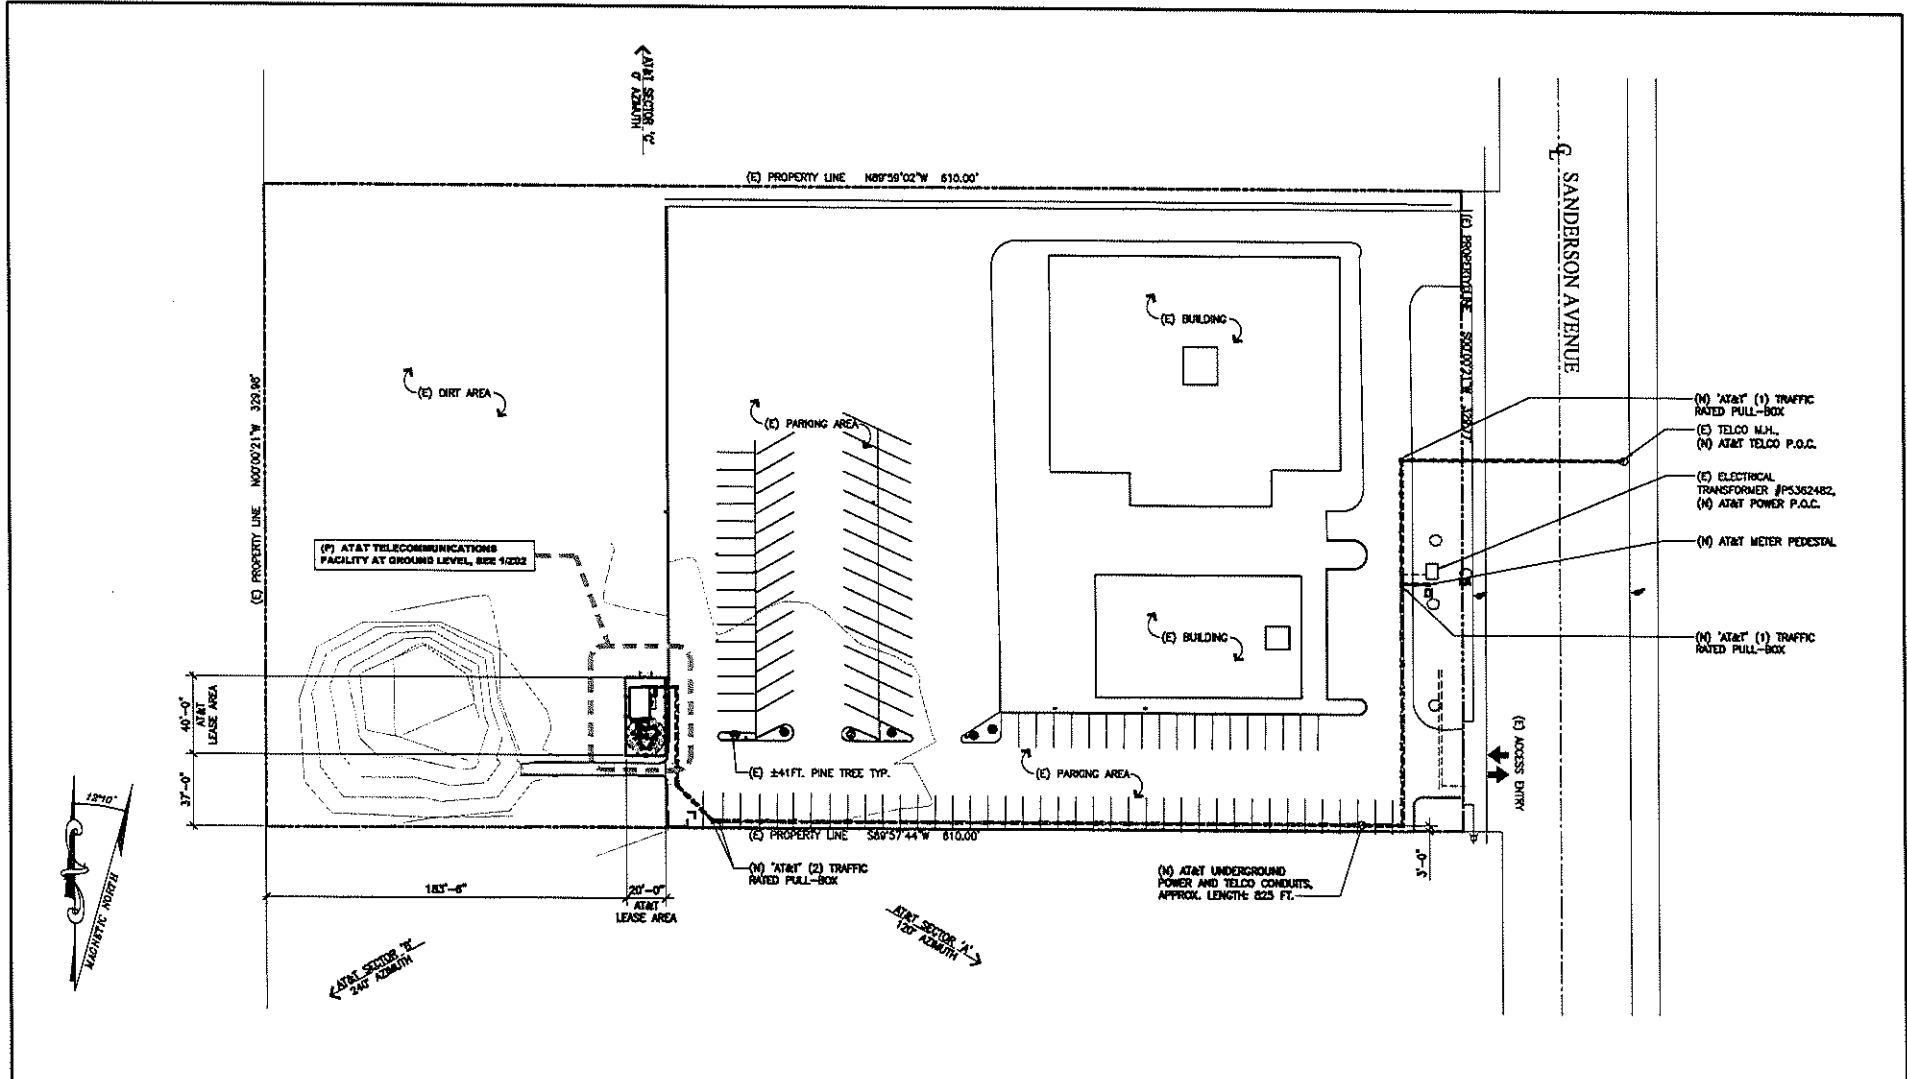 AT&T SECTOR 'C'
0° AZIMUTH
(E) PROPERTY LINE N89°59'02"W 610.00'
℄ SANDERSON AVENUE
(E) PROPERTY LINE
(E) BUILDING
(E) DIRT AREA
(E) PARKING AREA
(E) PROPERTY LINE N00°00'21"W 329.98'
(N) "AT&T" (1) TRAFFIC
RATED PULL-BOX
(E) TELCO M.H.,
(N) AT&T TELCO P.O.C.
(E) ELECTRICAL
TRANSFORMER #P5362482,
(N) AT&T POWER P.O.C.
(N) AT&T METER PEDESTAL
(P) AT&T TELECOMMUNICATIONS
FACILITY AT GROUND LEVEL, SEE 1/Z02
(E) BUILDING
(N) "AT&T" (1) TRAFFIC
RATED PULL-BOX
40'-0"
AT&T
LEASE AREA
37'-0"
(E) ±41FT. PINE TREE TYP.
(E) PARKING AREA
(E) ACCESS ENTRY
(E) PROPERTY LINE S89°57'44"W 610.00'
(N) "AT&T" (2) TRAFFIC
RATED PULL-BOX
(N) AT&T UNDERGROUND
POWER AND TELCO CONDUITS,
APPROX. LENGTH: 825 FT.
3'-0"
183'-6"
20'-0"
AT&T
LEASE AREA
AT&T SECTOR 'A'
120° AZIMUTH
AT&T SECTOR 'B'
240° AZIMUTH
12°10'
MAGNETIC NORTH